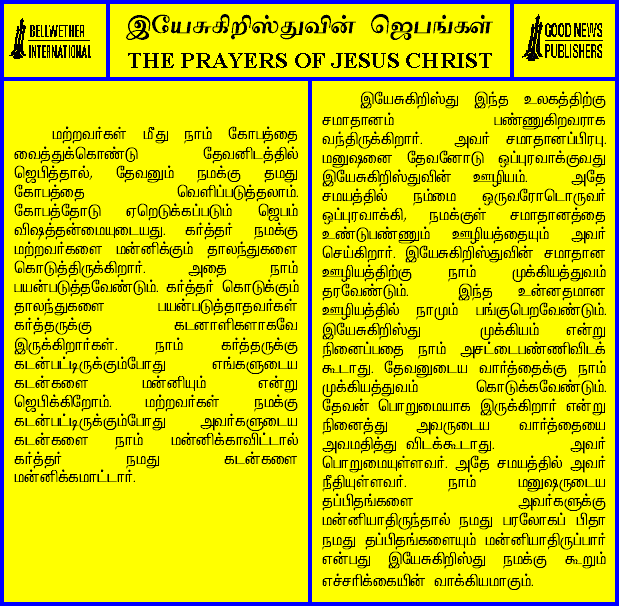 BELLWETHER
INTERNATIONAL
இயேசுகிறிஸ்துவின் ஜெபங்கள்
THE PRAYERS OF JESUS CHRIST
GOOD NEWS
PUBLISHERS
மற்றவர்கள் மீது நாம் கோபத்தை
வைத்துக்கொண்டு தேவனிடத்தில்
ஜெபித்தால், தேவனும் நமக்கு தமது
கோபத்தை வெளிப்படுத்தலாம்.
கோபத்தோடு ஏறெடுக்கப்படும் ஜெபம்
விஷத்தன்மையுடையது. கர்த்தர் நமக்கு
மற்றவர்களை மன்னிக்கும் தாலந்துகளை
கொடுத்திருக்கிறார். அதை நாம்
பயன்படுத்தவேண்டும். கர்த்தர் கொடுக்கும்
தாலந்துகளை பயன்படுத்தாதவர்கள்
கர்த்தருக்கு கடனாளிகளாகவே
இருக்கிறார்கள். நாம் கர்த்தருக்கு
கடன்பட்டிருக்கும்போது எங்களுடைய
கடன்களை மன்னியும் என்று
ஜெபிக்கிறோம். மற்றவர்கள் நமக்கு
கடன்பட்டிருக்கும்போது அவர்களுடைய
கடன்களை நாம் மன்னிக்காவிட்டால்
கர்த்தர் நமது கடன்களை
மன்னிக்கமாட்டார்.
இயேசுகிறிஸ்து இந்த உலகத்திற்கு
சமாதானம் பண்ணுகிறவராக
வந்திருக்கிறார். அவர் சமாதானப்பிரபு.
மனுஷனை தேவனோடு ஒப்புரவாக்குவது
இயேசுகிறிஸ்துவின் ஊழியம். அதே
சமயத்தில் நம்மை ஒருவரோடொருவர்
ஒப்புரவாக்கி, நமக்குள் சமாதானத்தை
உண்டுபண்ணும் ஊழியத்தையும் அவர்
செய்கிறார். இயேசுகிறிஸ்துவின் சமாதான
ஊழியத்திற்கு நாம் முக்கியத்துவம்
தரவேண்டும். இந்த உன்னதமான
ஊழியத்தில் நாமும் பங்குபெறவேண்டும்.
இயேசுகிறிஸ்து முக்கியம் என்று
நினைப்பதை நாம் அசட்டைபண்ணிவிடக்
கூடாது. தேவனுடைய வார்த்தைக்கு நாம்
முக்கியத்துவம் கொடுக்கவேண்டும்.
தேவன் பொறுமையாக இருக்கிறார் என்று
நினைத்து அவருடைய வார்த்தையை
அவமதித்து விடக்கூடாது. அவர்
பொறுமையுள்ளவர். அதே சமயத்தில் அவர்
நீதியுள்ளவர். நாம் மனுஷருடைய
தப்பிதங்களை அவர்களுக்கு
மன்னியாதிருந்தால் நமது பரலோகப் பிதா
நமது தப்பிதங்களையும் மன்னியாதிருப்பார்
என்பது இயேசுகிறிஸ்து நமக்கு கூறும்
எச்சரிக்கையின் வாக்கியமாகும்.